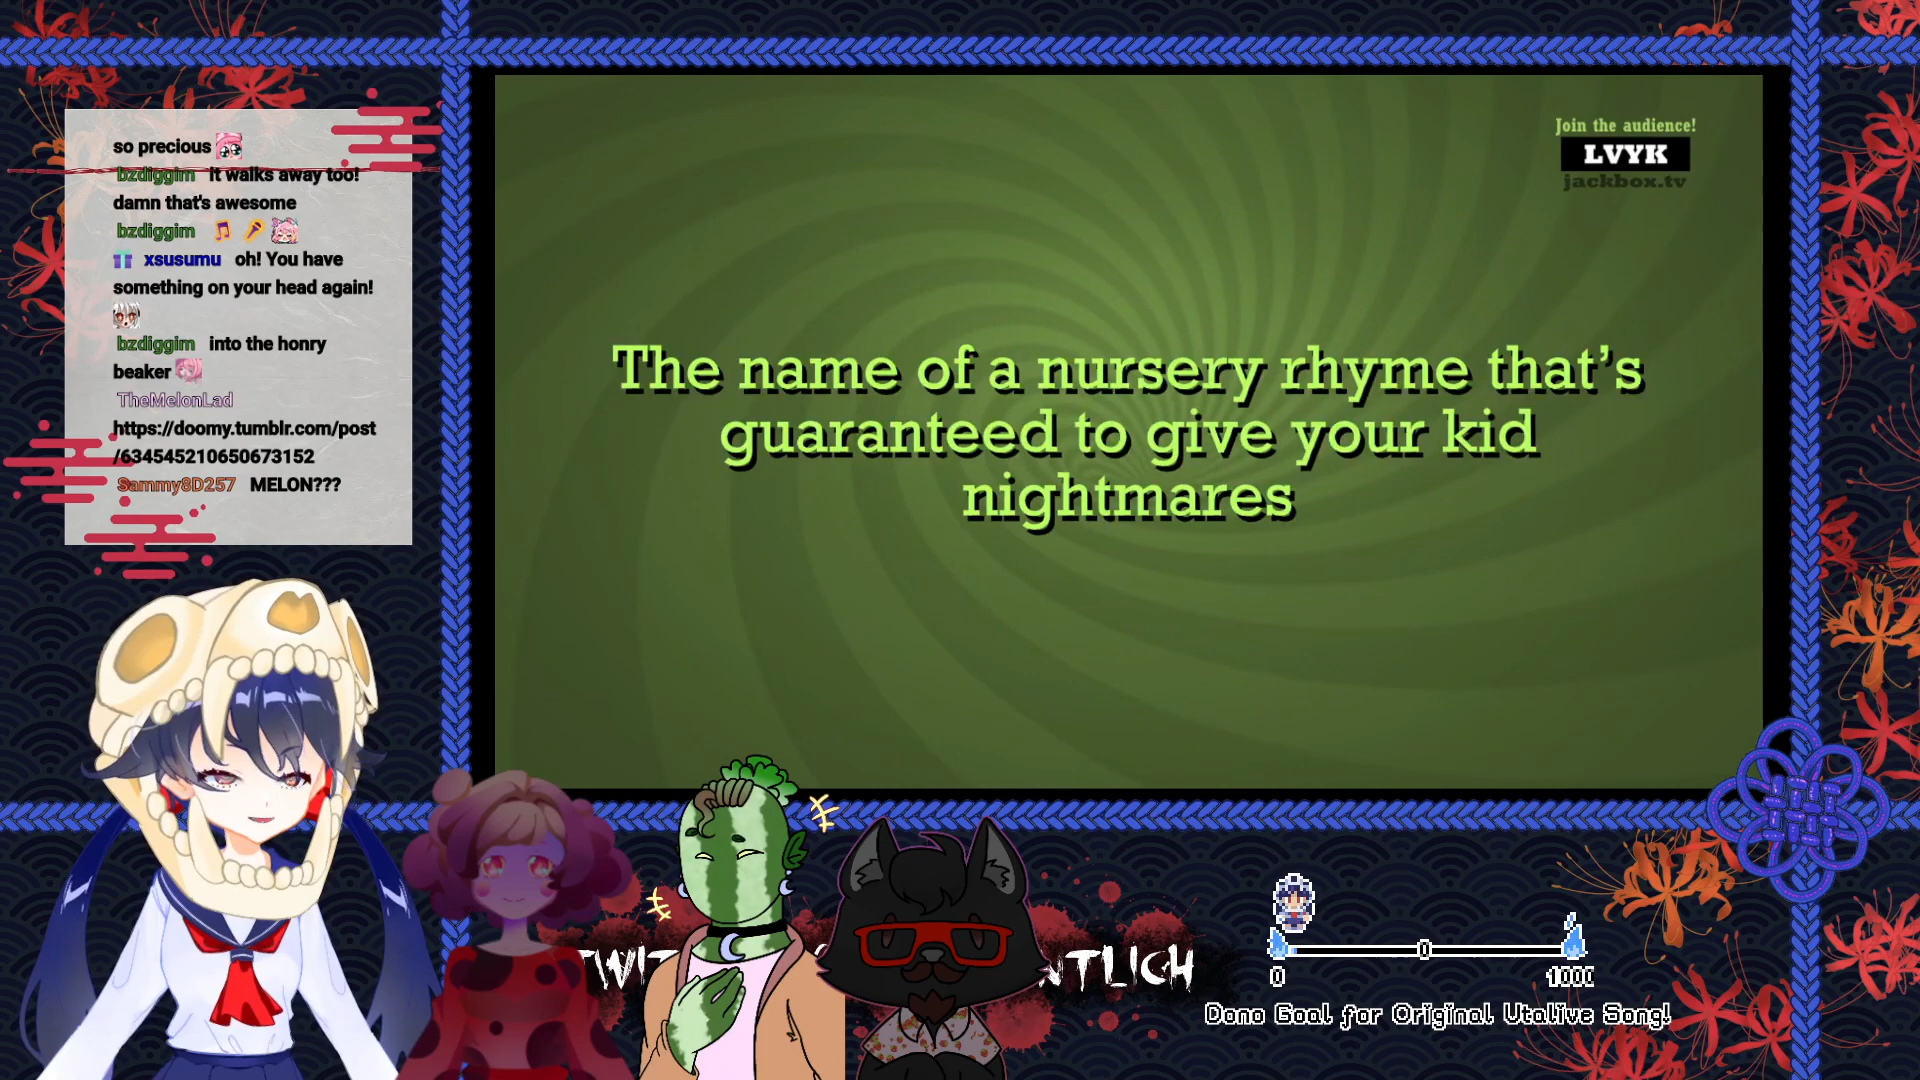 so precious
bzdiggim It walks away too!
damn that's awesome
bzdiggim
xsusumu oh! You have
something on your head again!
bzdiggim into the honry
beaker
TheMelonLad
https://doomy.tumblr.com/post
/634545210650673152
Sammy8D257 MELON???
Join the audience!
LVYK
jackbox.tv
The name of a nursery rhyme that's
guaranteed to give your kid
nightmares
0
0
1000
Dono Goal for Original Utalive Song!